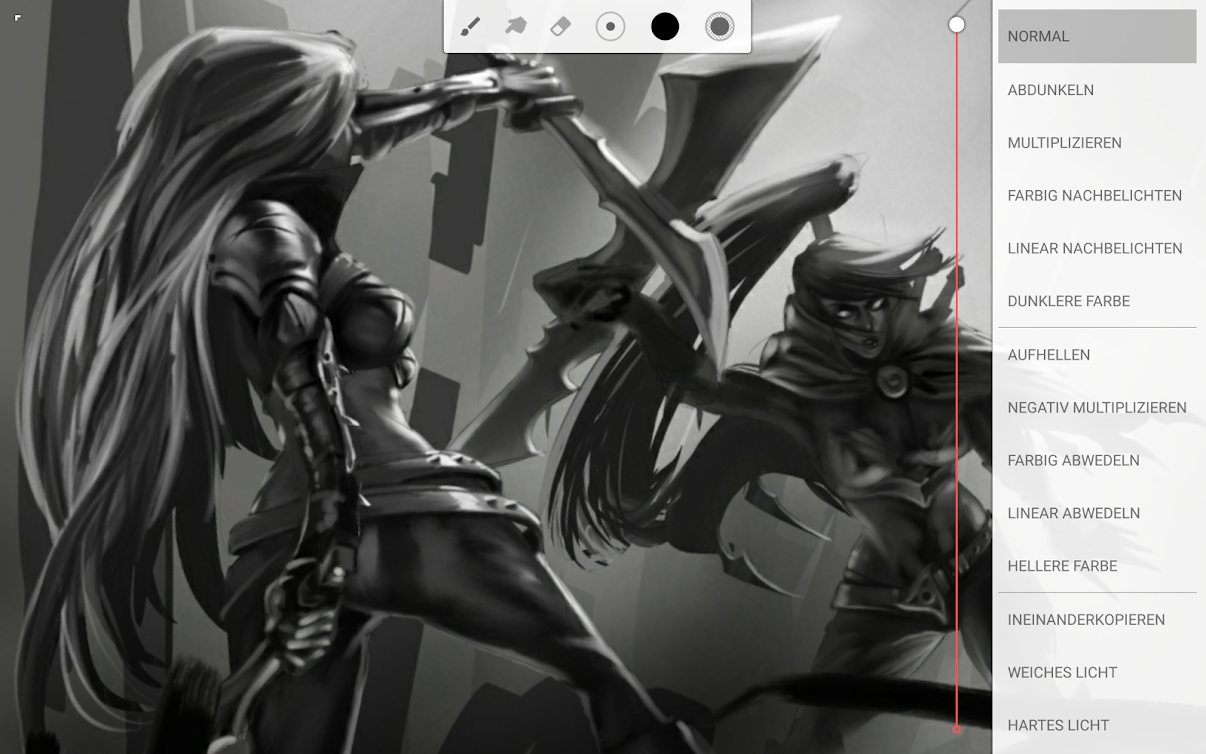 NORMAL
ABDUNKELN
MULTIPLIZIEREN
FARBIG NACHBELICHTEN
LINEAR NACHBELICHTEN
DUNKLERE FARBE
AUFHELLEN
NEGATIV MULTIPLIZIEREN
FARBIG ABWEDELN
LINEAR ABWEDELN
HELLERE FARBE
INEINANDERKOPIEREN
WEICHES LICHT
HARTES LICHT